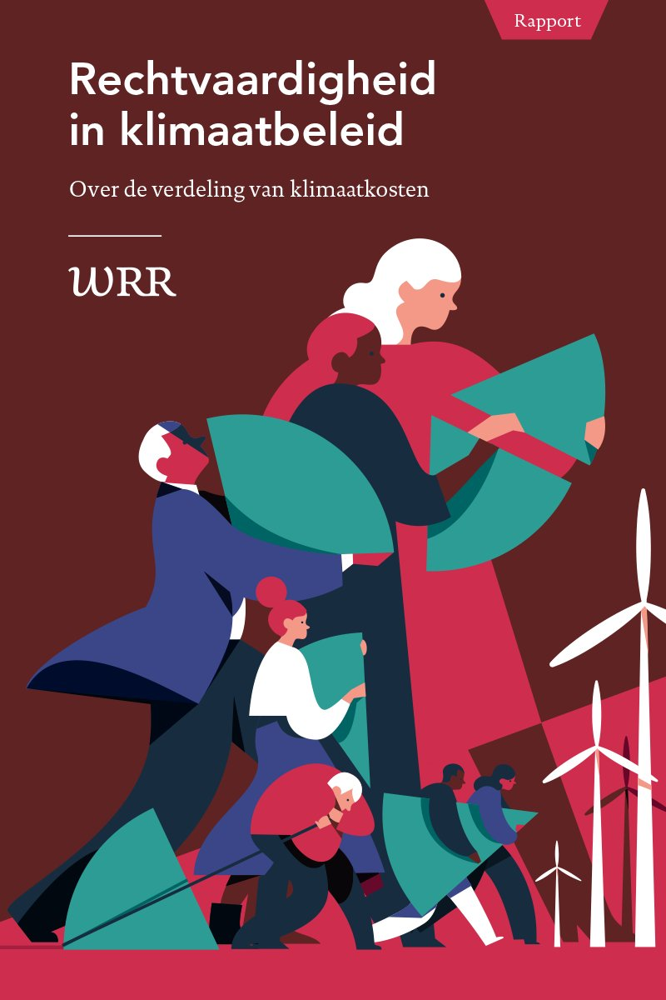 Rapport
Rechtvaardigheid
in klimaatbeleid
Over de verdeling van klimaatkosten
WRR